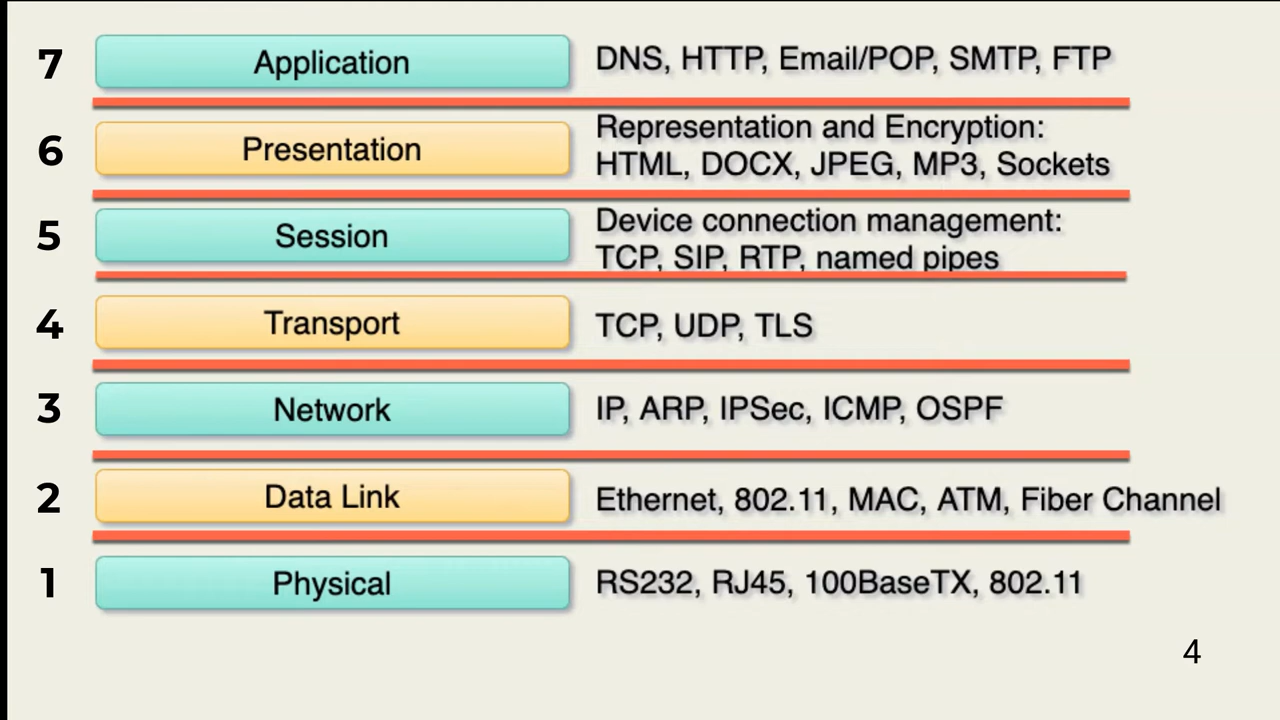 7 Application DNS, HTTP, Email/POP, SMTP, FTP
6 Presentation Representation and Encryption:
HTML, DOCX, JPEG, MP3, Sockets
5 Session Device connection management:
TCP, SIP, RTP, named pipes
4 Transport TCP, UDP, TLS
3 Network IP, ARP, IPSec, ICMP, OSPF
2 Data Link Ethernet, 802.11, MAC, ATM, Fiber Channel
1 Physical RS232, RJ45, 100BaseTX, 802.11
4